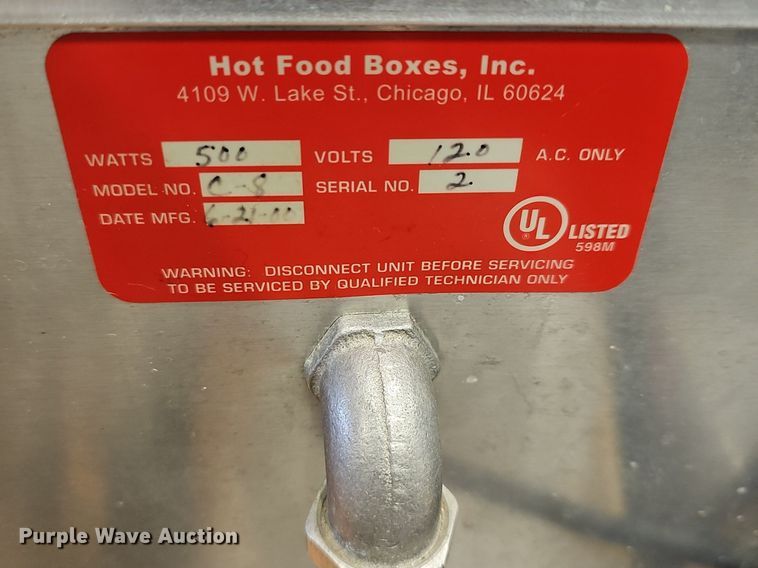 Hot Food Boxes, Inc.
4109 W. Lake St., Chicago, IL 60624
WATTS 500 VOLTS 120 A.C. ONLY
MODEL NO. C-8 SERIAL NO. 2
DATE MFG. 6-21-00
UL ® LISTED
598M
WARNING: DISCONNECT UNIT BEFORE SERVICING
TO BE SERVICED BY QUALIFIED TECHNICIAN ONLY
Purple Wave Auction